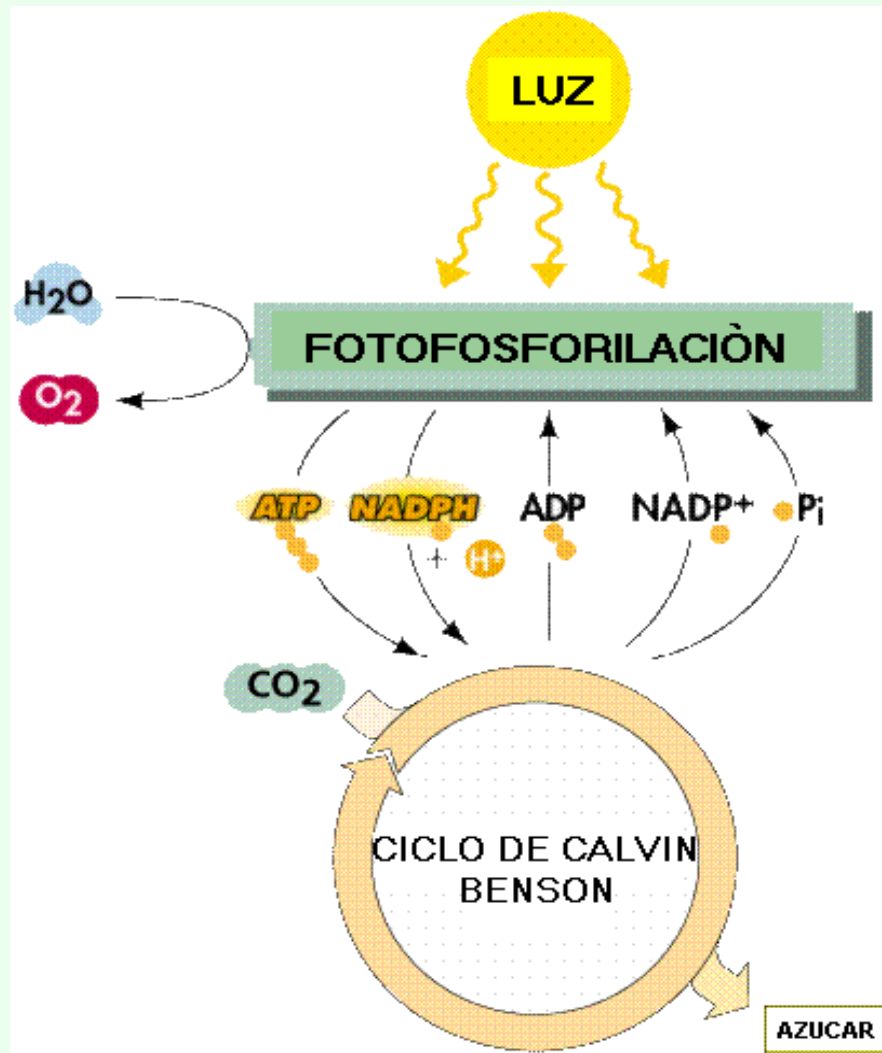 LUZ
H2O
FOTOFOSFORILACIÒN
O2
ATP NADPH ADP NADP+ Pi
+ H+
CO2
CICLO DE CALVIN
BENSON
AZUCAR